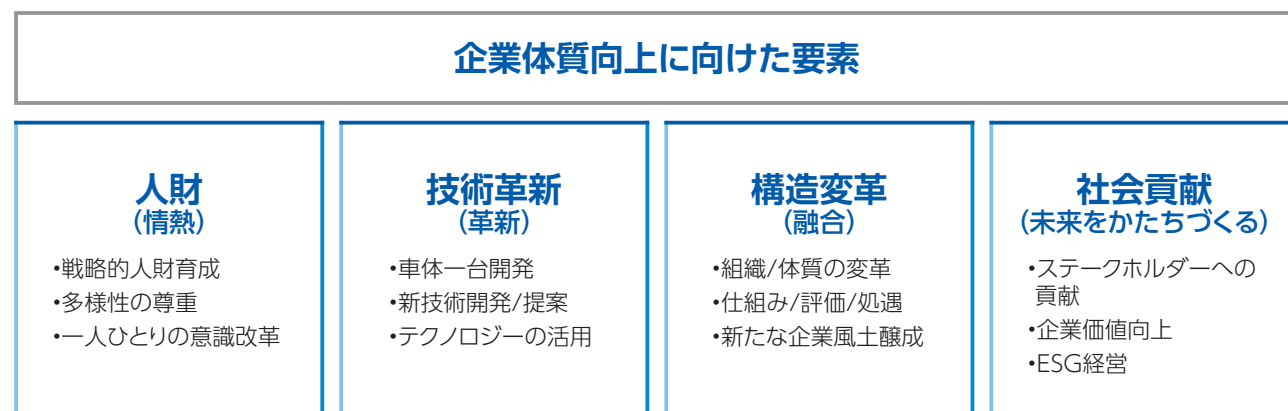 企業体質向上に向けた要素
人財
（情熱）
•戦略的人財育成
•多様性の尊重
•一人ひとりの意識改革
技術革新
（革新）
•車体一台開発
•新技術開発/提案
•テクノロジーの活用
構造変革
（融合）
•組織/体質の変革
•仕組み/評価/処遇
•新たな企業風土醸成
社会貢献
（未来をかたちづくる）
•ステークホルダーへの
貢献
•企業価値向上
•ESG経営